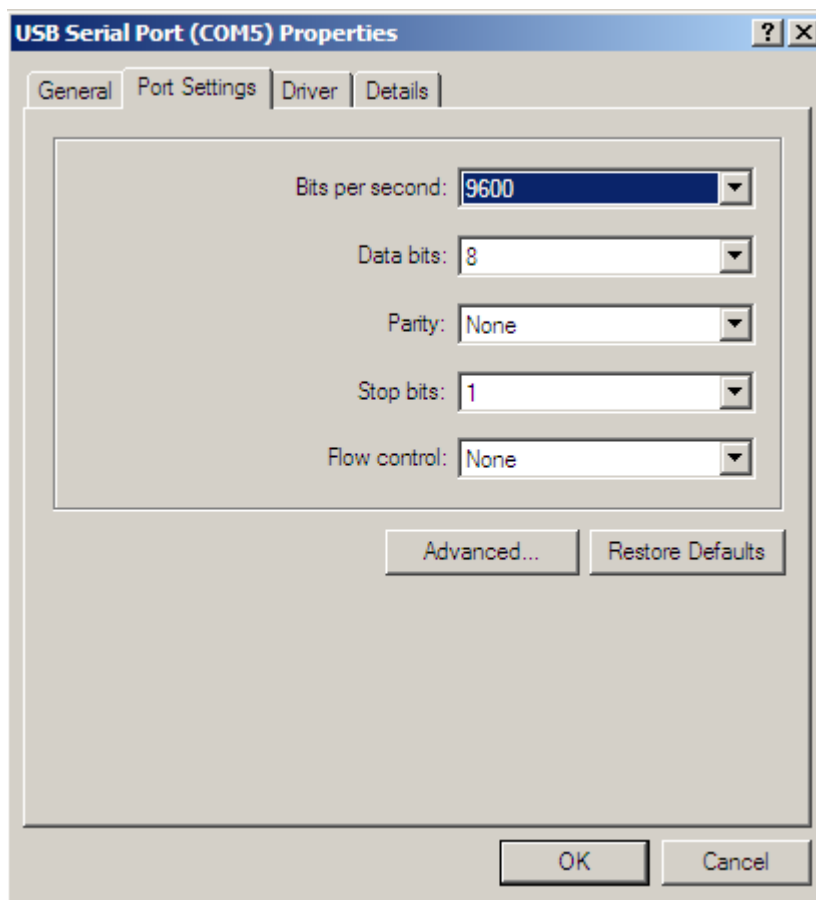 USB Serial Port (COM5) Properties
General Port Settings Driver Details
Bits per second: 9600
Data bits: 8
Parity: None
Stop bits: 1
Flow control: None
Advanced... Restore Defaults
OK Cancel